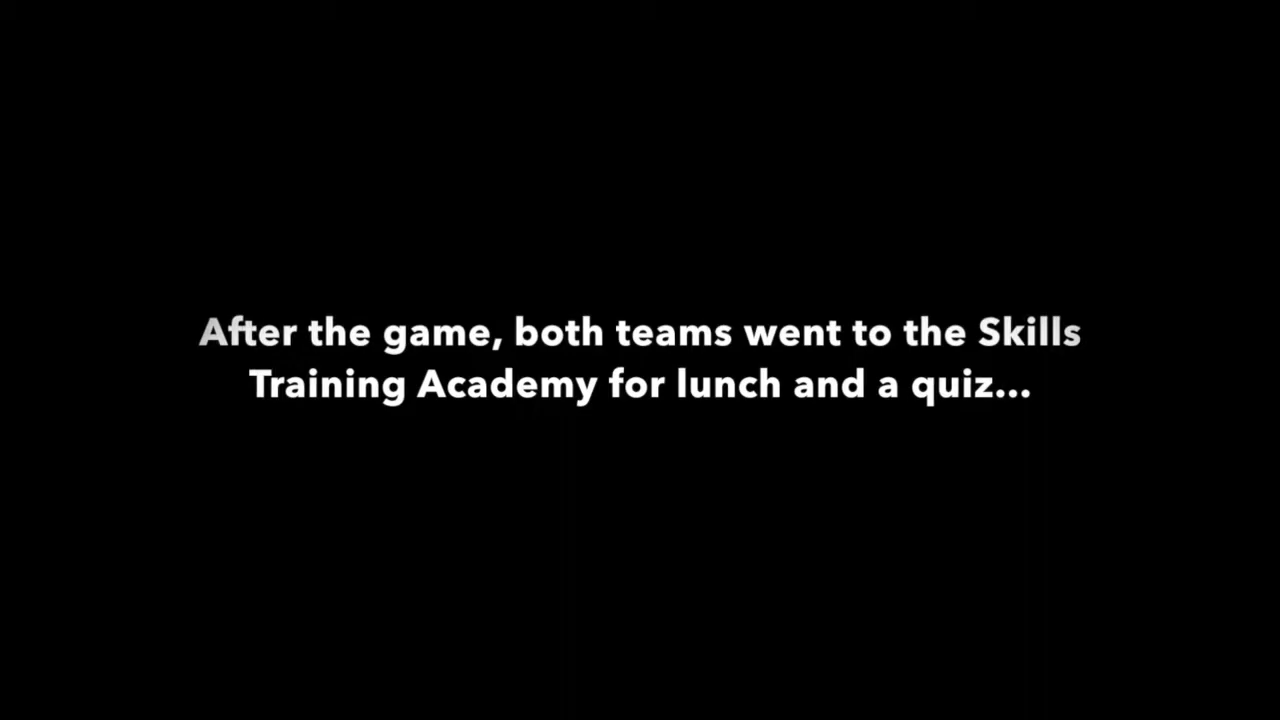 After the game, both teams went to the Skills
Training Academy for lunch and a quiz...